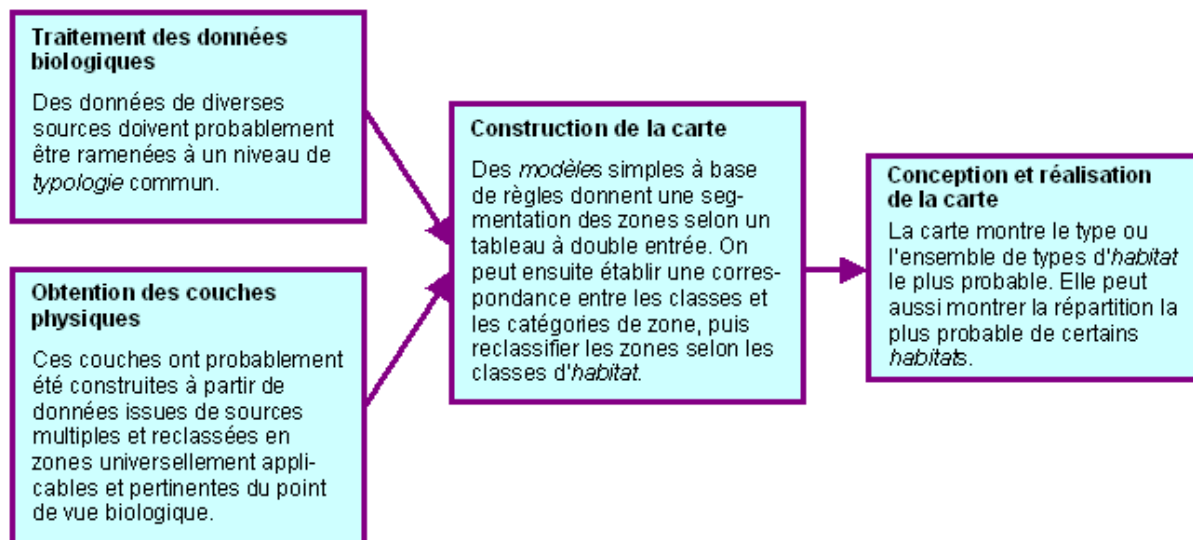 Traitement des données
biologiques
Des données de diverses
sources doivent probablement
être ramenées à un niveau de
typologie commun.
Obtention des couches
physiques
Ces couches ont probablement
été construites à partir de
données issues de sources
multiples et reclassées en
zones universellement appli-
cables et pertinentes du point
de vue biologique.
Construction de la carte
Des modèles simples à base
de règles donnent une seg-
mentation des zones selon un
tableau à double entrée. On
peut ensuite établir une corres-
pondance entre les classes et
les catégories de zone, puis
reclassifier les zones selon les
classes d'habitat.
Conception et réalisation
de la carte
La carte montre le type ou
l'ensemble de types d'habitat
le plus probable. Elle peut
aussi montrer la répartition la
plus probable de certains
habitats.